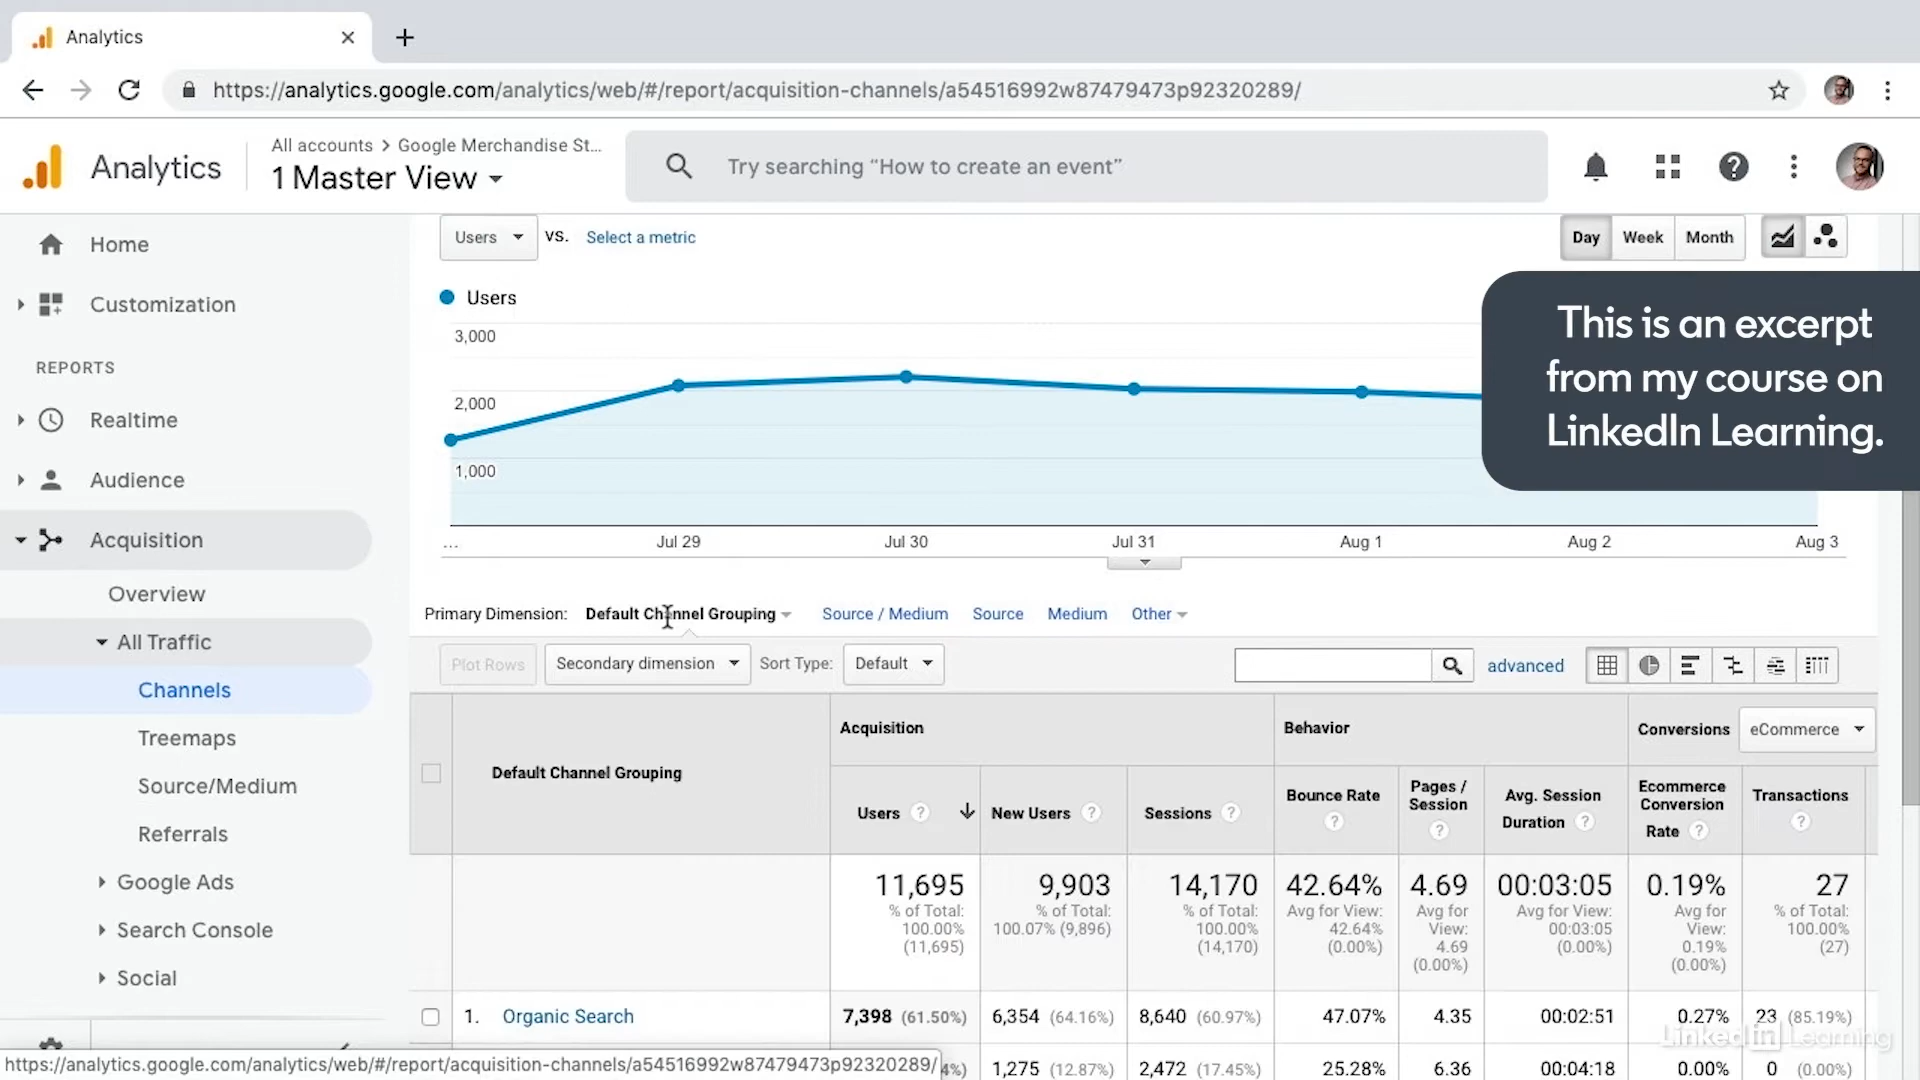 Analytics
https://analytics.google.com/analytics/web/#/report/acquisition-channels/a54516992w87479473p92320289/
Analytics
All accounts > Google Merchandise St...
1 Master View
Try searching “How to create an event”
Home
Customization
REPORTS
Realtime
Audience
Acquisition
Overview
All Traffic
Channels
Treemaps
Source/Medium
Referrals
Google Ads
Search Console
Social
Users VS. Select a metric
Day Week Month
Users
3,000
2,000
1,000
... Jul 29 Jul 30 Jul 31 Aug 1 Aug 2 Aug 3
This is an excerpt
from my course on
LinkedIn Learning.
Primary Dimension: Default Channel Grouping Source / Medium Source Medium Other
Plot Rows Secondary dimension Sort Type: Default advanced
Default Channel Grouping
Acquisition Behavior Conversions eCommerce
Users ? New Users ? Sessions ? Bounce Rate ? Pages / Session ? Avg. Session Duration ? Ecommerce Conversion Rate ? Transactions ?
11,695 9,903 14,170 42.64% 4.69 00:03:05 0.19% 27
% of Total: 100.00% (11,695)
% of Total: 100.07% (9,896)
% of Total: 100.00% (14,170)
Avg for View: 42.64% (0.00%)
Avg for View: 4.69 (0.00%)
Avg for View: 00:03:05 (0.00%)
Avg for View: 0.19% (0.00%)
% of Total: 100.00% (27)
1. Organic Search 7,398 (61.50%) 6,354 (64.16%) 8,640 (60.97%) 47.07% 4.35 00:02:51 0.27% 23 (85.19%)
4%) 1,275 (12.87%) 2,472 (17.45%) 25.28% 6.36 00:04:18 0.00% 0 (0.00%)
https://analytics.google.com/analytics/web/#/report/acquisition-channels/a54516992w87479473p92320289/
LinkedIn Learning